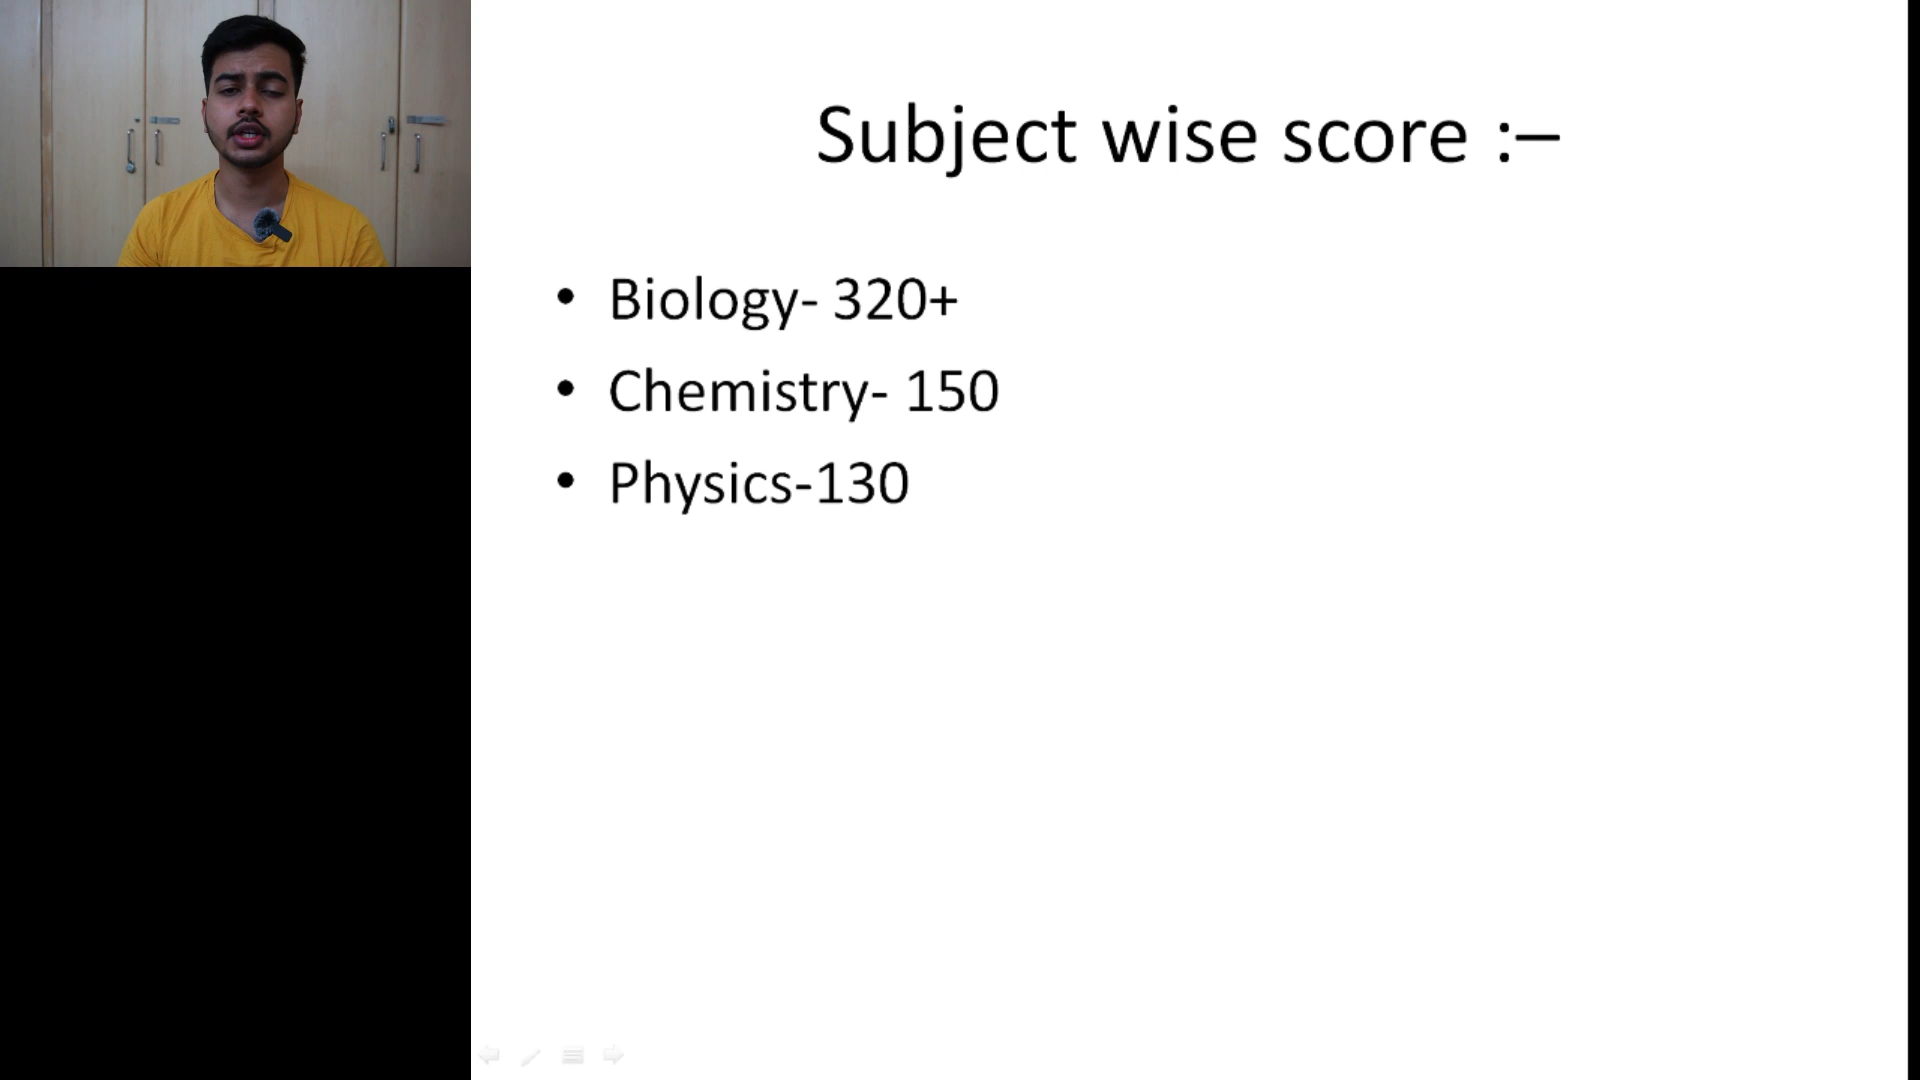 Subject wise score :–
• Biology- 320+
• Chemistry- 150
• Physics-130